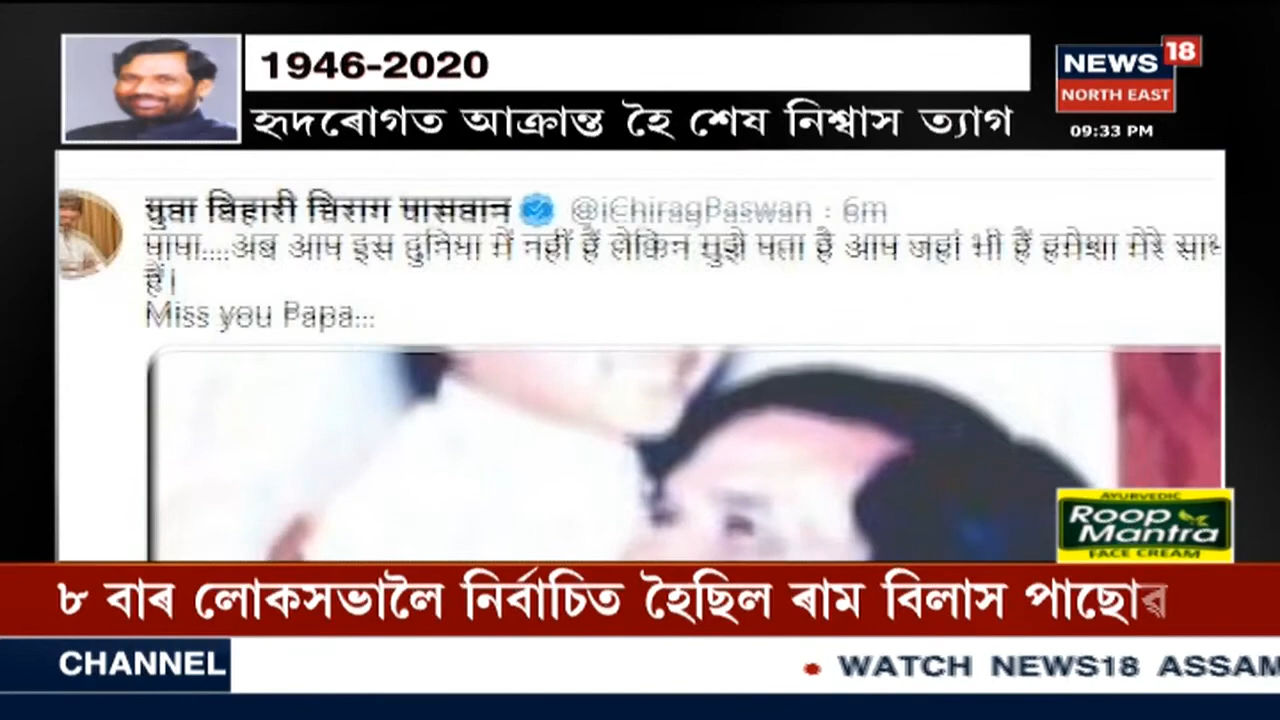 1946-2020
NEWS 18
NORTH EAST
হৃদৰোগত আক্ৰান্ত হৈ শেষ নিশ্বাস ত্যাগ
09:33 PM
युवा बिहारी चिराग पासवान @iChiragPaswan · 6m
पापा....अब आप इस दुनिया में नहीं हैं लेकिन मुझे पता है आप जहां भी हैं हमेशा मेरे साथ
हैं।
Miss you Papa...
AYURVEDIC
Roop
Mantra
FACE CREAM
৮ বাৰ লোকসভালৈ নিৰ্বাচিত হৈছিল ৰাম বিলাস পাছোৱ
CHANNEL
• WATCH NEWS18 ASSAM